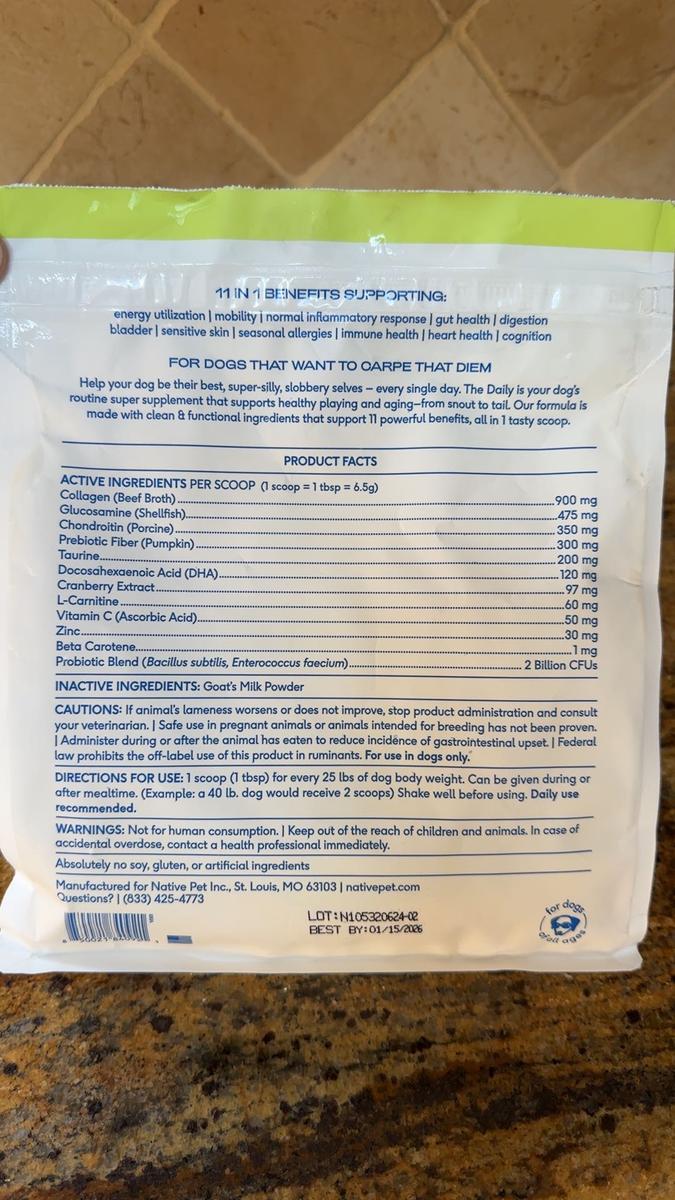 11 IN 1 BENEFITS SUPPORTING:
energy utilization | mobility | normal inflammatory response | gut health | digestion
bladder | sensitive skin | seasonal allergies | immune health | heart health | cognition
FOR DOGS THAT WANT TO CARPE THAT DIEM
Help your dog be their best, super-silly, slobbery selves – every single day. The Daily is your dog's
routine super supplement that supports healthy playing and aging–from snout to tail. Our formula is
made with clean & functional ingredients that support 11 powerful benefits, all in 1 tasty scoop.
PRODUCT FACTS
ACTIVE INGREDIENTS PER SCOOP (1 scoop = 1 tbsp = 6.5g)
Collagen (Beef Broth) 900 mg
Glucosamine (Shellfish) 475 mg
Chondroitin (Porcine) 350 mg
Prebiotic Fiber (Pumpkin) 300 mg
Taurine 200 mg
Docosahexaenoic Acid (DHA) 120 mg
Cranberry Extract 97 mg
L-Carnitine 60 mg
Vitamin C (Ascorbic Acid) 50 mg
Zinc 30 mg
Beta Carotene 1 mg
Probiotic Blend (Bacillus subtilis, Enterococcus faecium) 2 Billion CFUs
INACTIVE INGREDIENTS: Goat's Milk Powder
CAUTIONS: If animal's lameness worsens or does not improve, stop product administration and consult
your veterinarian. | Safe use in pregnant animals or animals intended for breeding has not been proven.
| Administer during or after the animal has eaten to reduce incidence of gastrointestinal upset. | Federal
law prohibits the off-label use of this product in ruminants. For use in dogs only.
DIRECTIONS FOR USE: 1 scoop (1 tbsp) for every 25 lbs of dog body weight. Can be given during or
after mealtime. (Example: a 40 lb. dog would receive 2 scoops) Shake well before using. Daily use
recommended.
WARNINGS: Not for human consumption. | Keep out of the reach of children and animals. In case of
accidental overdose, contact a health professional immediately.
Absolutely no soy, gluten, or artificial ingredients
Manufactured for Native Pet Inc., St. Louis, MO 63103 | nativepet.com
Questions? | (833) 425-4773
LOT:N105320624-02
BEST BY:01/15/2026
for dogs
of all ages